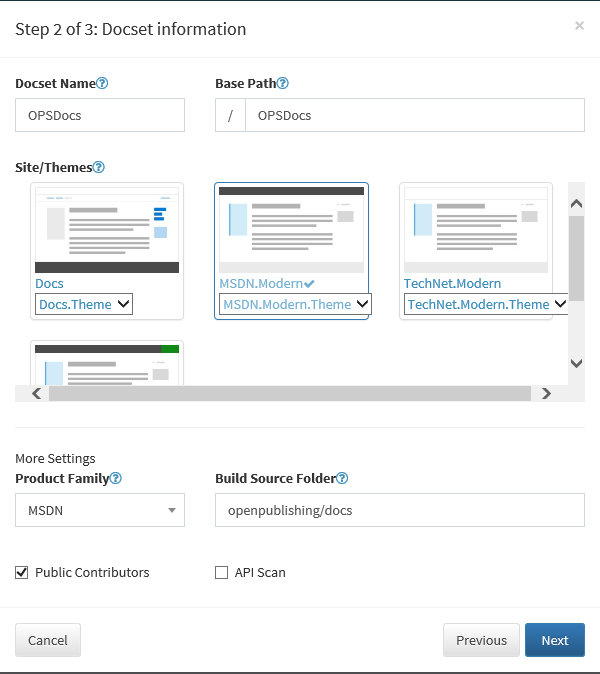 Step 2 of 3: Docset information
×
Docset Name? Base Path?
OPSDocs / OPSDocs
Site/Themes?
Docs MSDN.Modern✓ TechNet.Modern
Docs.Theme MSDN.Modern.Theme TechNet.Modern.Theme
More Settings
Product Family? Build Source Folder?
MSDN openpublishing/docs
Public Contributors API Scan
Cancel Previous Next